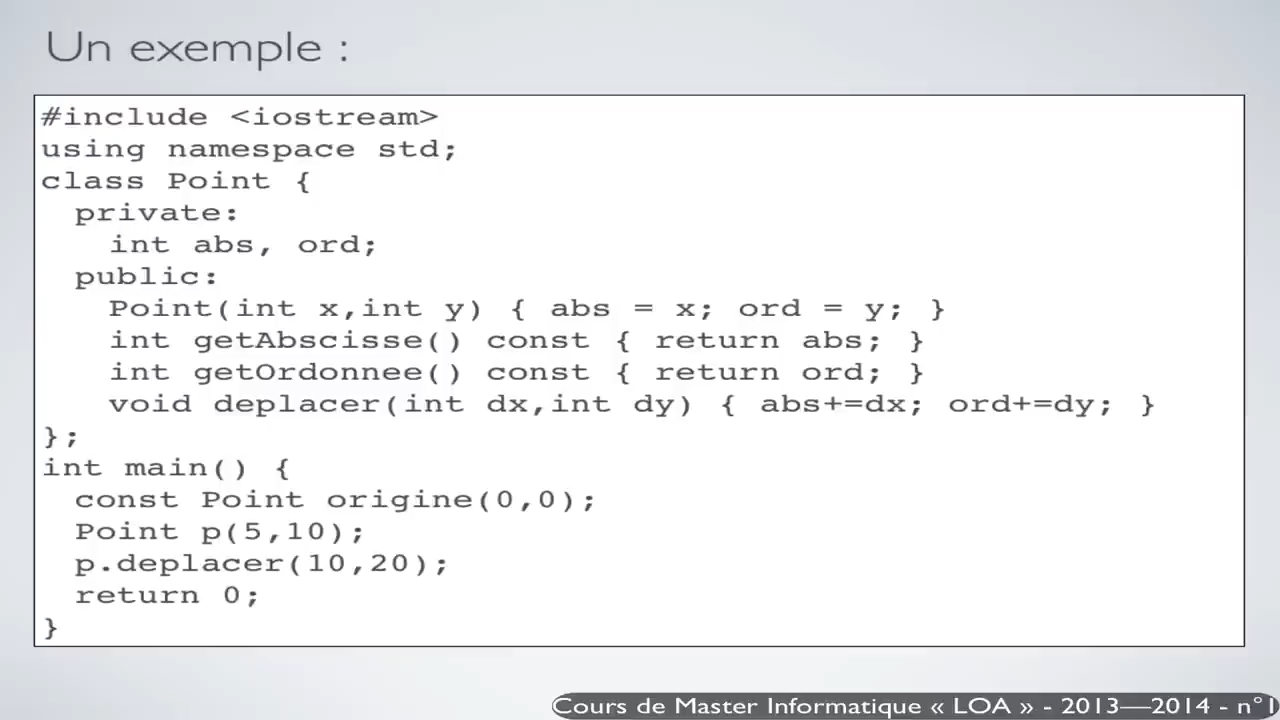 Un exemple :
#include <iostream>
using namespace std;
class Point {
private:
int abs, ord;
public:
Point(int x,int y) { abs = x; ord = y; }
int getAbscisse() const { return abs; }
int getOrdonnee() const { return ord; }
void deplacer(int dx,int dy) { abs+=dx; ord+=dy; }
};
int main() {
const Point origine(0,0);
Point p(5,10);
p.deplacer(10,20);
return 0;
}
Cours de Master Informatique « LOA » - 2013—2014 - n°1